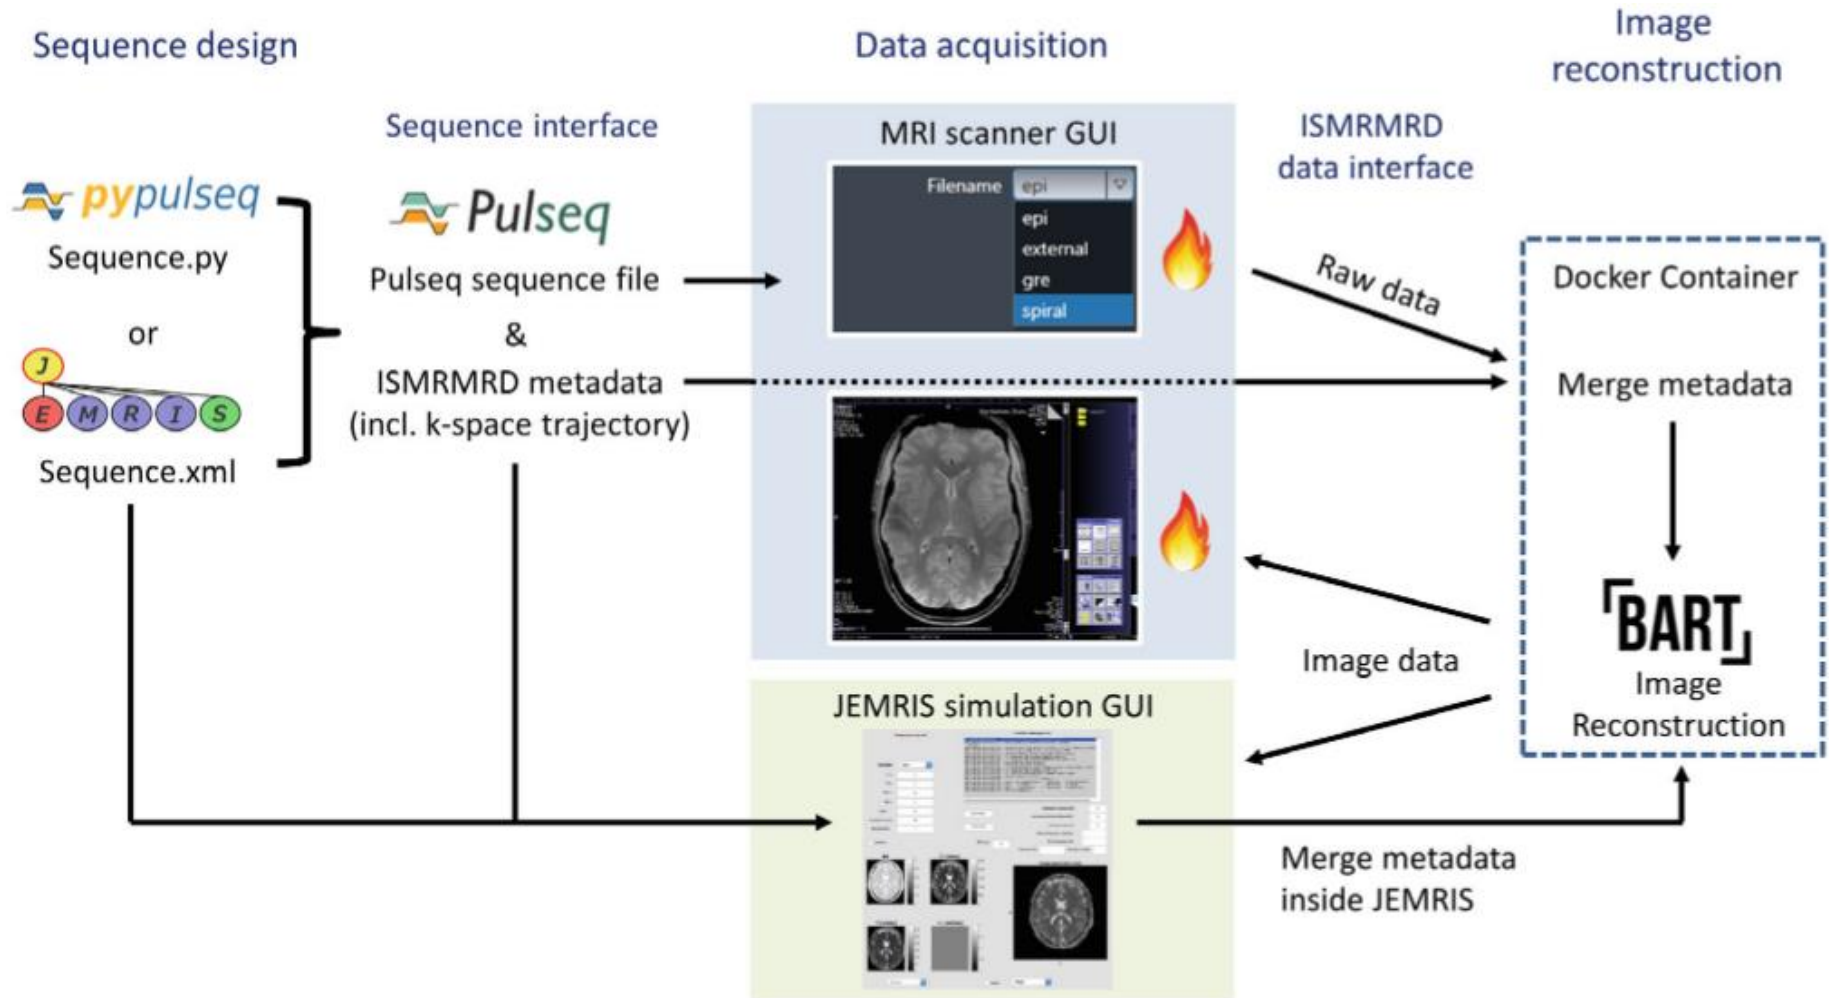 Sequence design
Data acquisition
Image
reconstruction
Sequence interface
MRI scanner GUI
ISMRMRD
data interface
pypulseq
Sequence.py
or
J
E M R I S
Sequence.xml
Pulseq
Pulseq sequence file
&
ISMRMRD metadata
(incl. k-space trajectory)
Filename epi
epi
external
gre
spiral
Raw data
Docker Container
Merge metadata
BART
Image
Reconstruction
Image data
JEMRIS simulation GUI
Merge metadata
inside JEMRIS